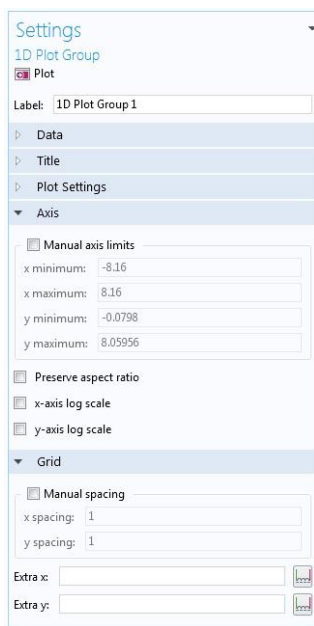 Settings
1D Plot Group
Plot
Label: 1D Plot Group 1
Data
Title
Plot Settings
Axis
Manual axis limits
x minimum: -8.16
x maximum: 8.16
y minimum: -0.0798
y maximum: 8.05956
Preserve aspect ratio
x-axis log scale
y-axis log scale
Grid
Manual spacing
x spacing: 1
y spacing: 1
Extra x:
Extra y: